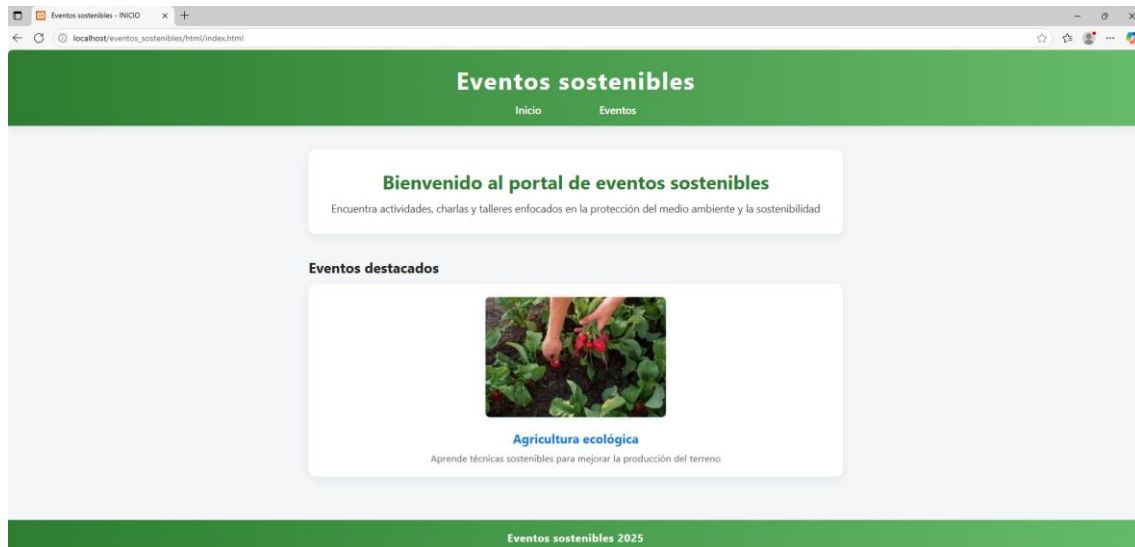 Eventos sostenibles - INICIO
localhost/eventos_sostenibles/html/index.html
Eventos sostenibles
Inicio Eventos
Bienvenido al portal de eventos sostenibles
Encuentra actividades, charlas y talleres enfocados en la protección del medio ambiente y la sostenibilidad
Eventos destacados
Agricultura ecológica
Aprende técnicas sostenibles para mejorar la producción del terreno
Eventos sostenibles 2025